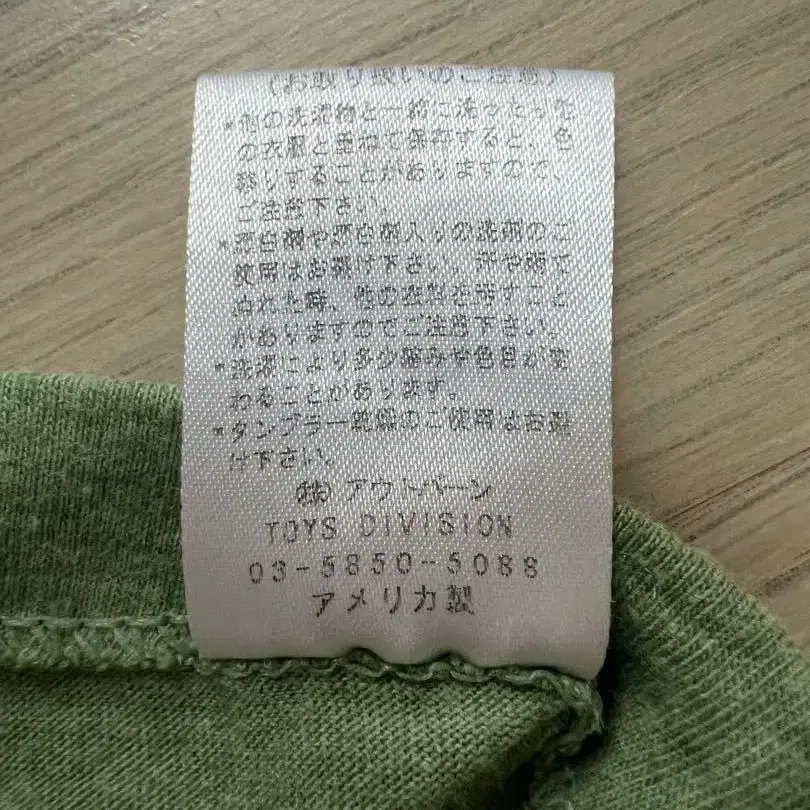 (お取り扱いのご注意)
*他の洗濯物と一緒に洗ったり他
の衣服と重ねて保存すると、色
移りすることがありますので、
ご注意下さい。
*漂白剤や漂白剤入りの洗剤のご
使用はお避け下さい。汗や雨で
ぬれた時、他の衣料を汚すこと
がありますのでご注意下さい。
*洗濯により多少縮みや色目が変
わることがあります。
*タンブラー乾燥のご使用はお避
け下さい。
㈱アウトバーン
TOYS DIVISION
03-5850-5088
アメリカ製